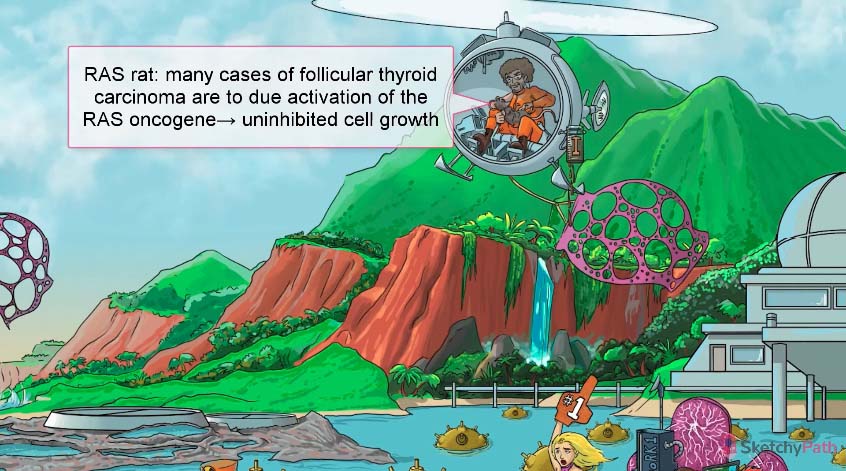 RAS rat: many cases of follicular thyroid
carcinoma are to due activation of the
RAS oncogene→ uninhibited cell growth
I
#1
SketchyPath